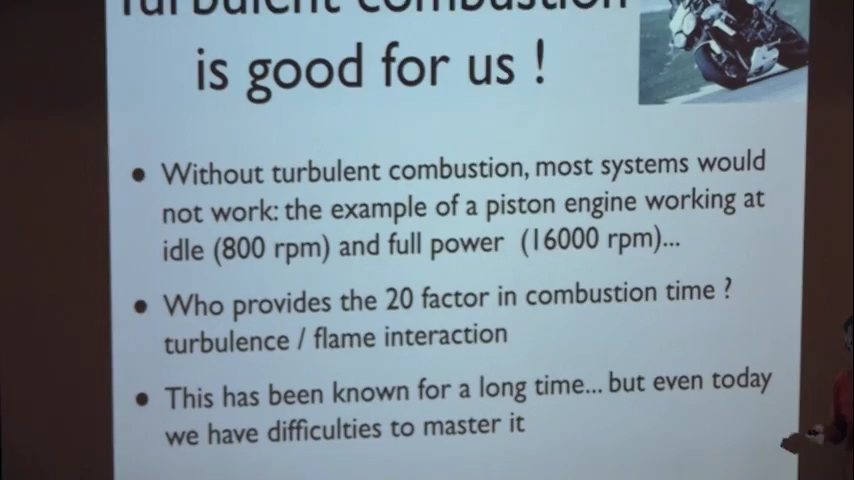 Turbulent combustion
is good for us !
• Without turbulent combustion, most systems would
not work: the example of a piston engine working at
idle (800 rpm) and full power (16000 rpm)...
• Who provides the 20 factor in combustion time ?
turbulence / flame interaction
• This has been known for a long time... but even today
we have difficulties to master it